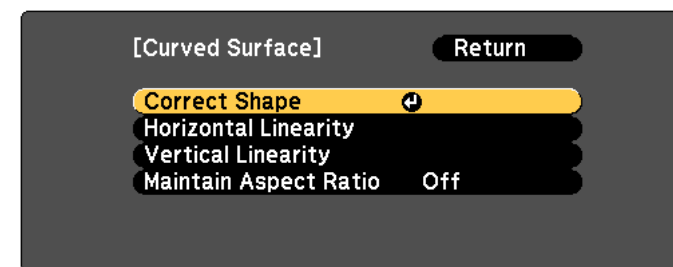 [Curved Surface] Return
Correct Shape
Horizontal Linearity
Vertical Linearity
Maintain Aspect Ratio Off